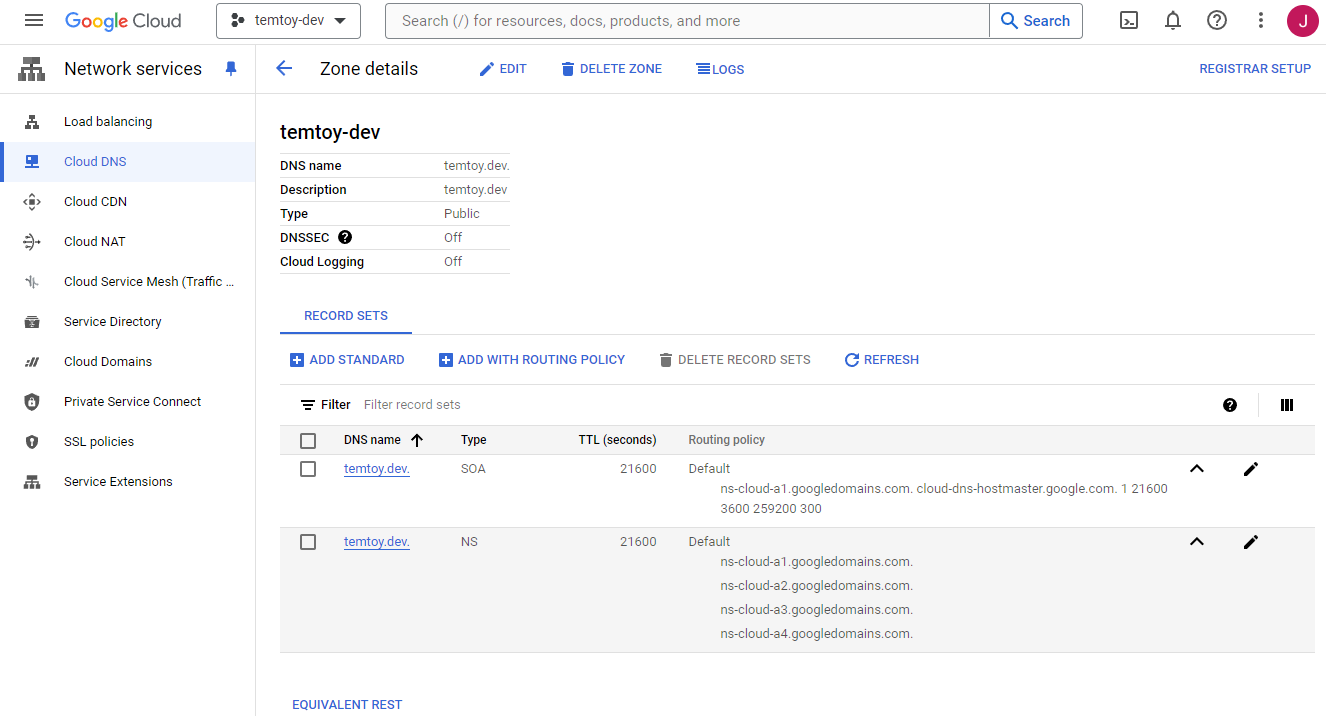 Google Cloud
temtoy-dev
Search (/) for resources, docs, products, and more
Search
J
Network services
Zone details
EDIT
DELETE ZONE
LOGS
REGISTRAR SETUP
Load balancing
Cloud DNS
Cloud CDN
Cloud NAT
Cloud Service Mesh (Traffic ...
Service Directory
Cloud Domains
Private Service Connect
SSL policies
Service Extensions
temtoy-dev
DNS name temtoy.dev.
Description temtoy.dev
Type Public
DNSSEC Off
Cloud Logging Off
RECORD SETS
ADD STANDARD
ADD WITH ROUTING POLICY
DELETE RECORD SETS
REFRESH
Filter Filter record sets
DNS name Type TTL (seconds) Routing policy
temtoy.dev. SOA 21600 Default
ns-cloud-a1.googledomains.com. cloud-dns-hostmaster.google.com. 1 21600
3600 259200 300
temtoy.dev. NS 21600 Default
ns-cloud-a1.googledomains.com.
ns-cloud-a2.googledomains.com.
ns-cloud-a3.googledomains.com.
ns-cloud-a4.googledomains.com.
EQUIVALENT REST